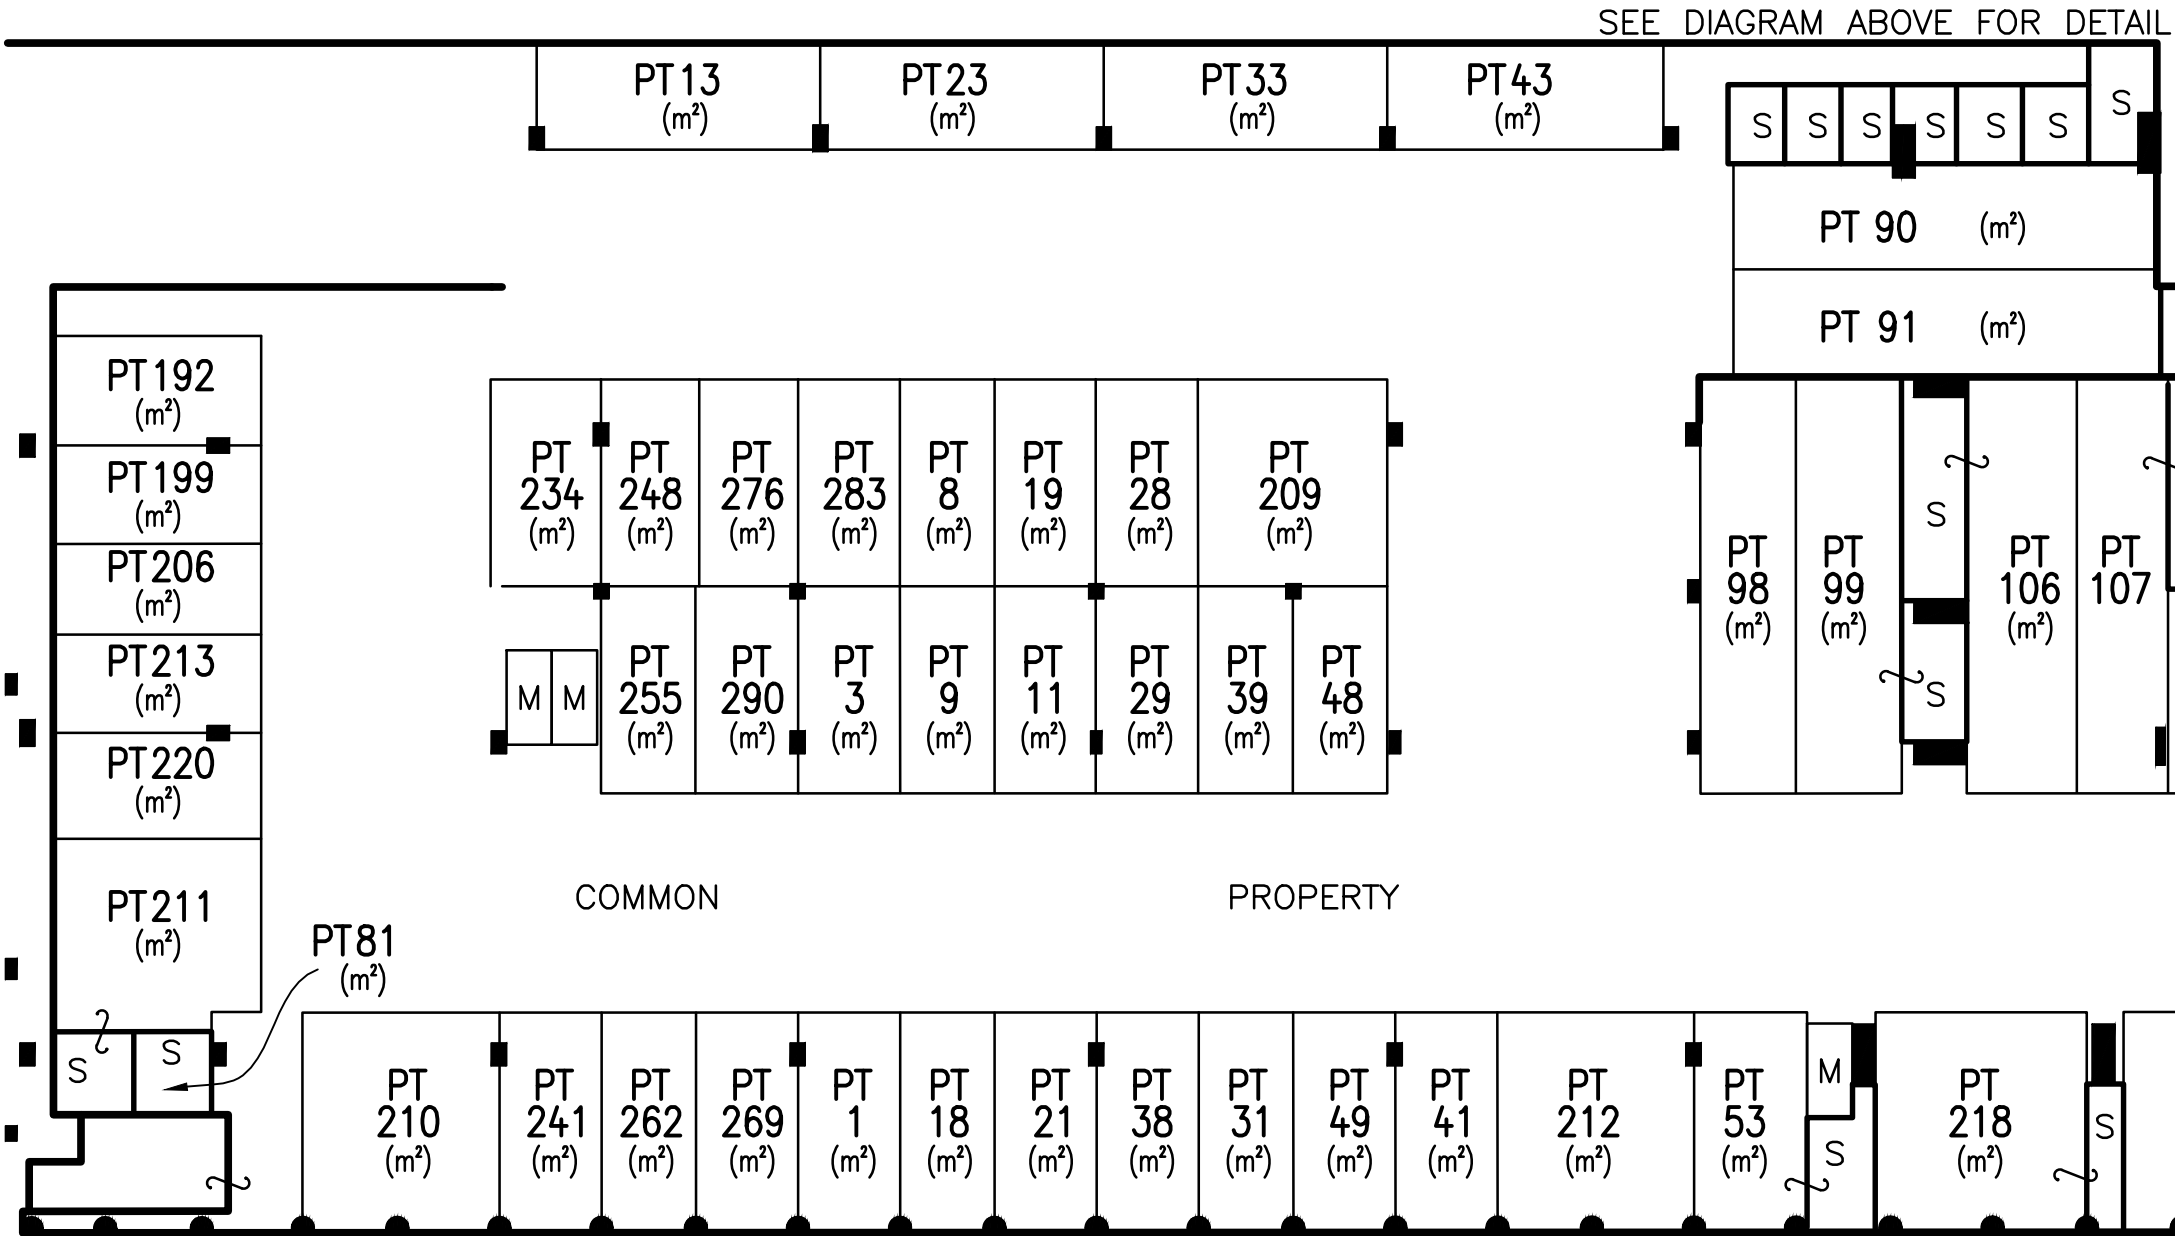 SEE DIAGRAM ABOVE FOR DETAIL
PT13
(m²)
PT23
(m²)
PT33
(m²)
PT43
(m²)
S
S
S
S
S
S
S
PT 90 (m²)
PT 91 (m²)
PT192
(m²)
PT199
(m²)
PT206
(m²)
PT213
(m²)
PT220
(m²)
PT211
(m²)
PT
234
(m²)
PT
248
(m²)
PT
276
(m²)
PT
283
(m²)
PT
8
(m²)
PT
19
(m²)
PT
28
(m²)
PT
209
(m²)
M
M
PT
255
(m²)
PT
290
(m²)
PT
3
(m²)
PT
9
(m²)
PT
11
(m²)
PT
29
(m²)
PT
39
(m²)
PT
48
(m²)
PT
98
(m²)
PT
99
(m²)
S
S
PT
106
(m²)
PT
107
COMMON PROPERTY
PT81
(m²)
S
S
PT
210
(m²)
PT
241
(m²)
PT
262
(m²)
PT
269
(m²)
PT
1
(m²)
PT
18
(m²)
PT
21
(m²)
PT
38
(m²)
PT
31
(m²)
PT
49
(m²)
PT
41
(m²)
PT
212
(m²)
PT
53
(m²)
M
S
PT
218
(m²)
S